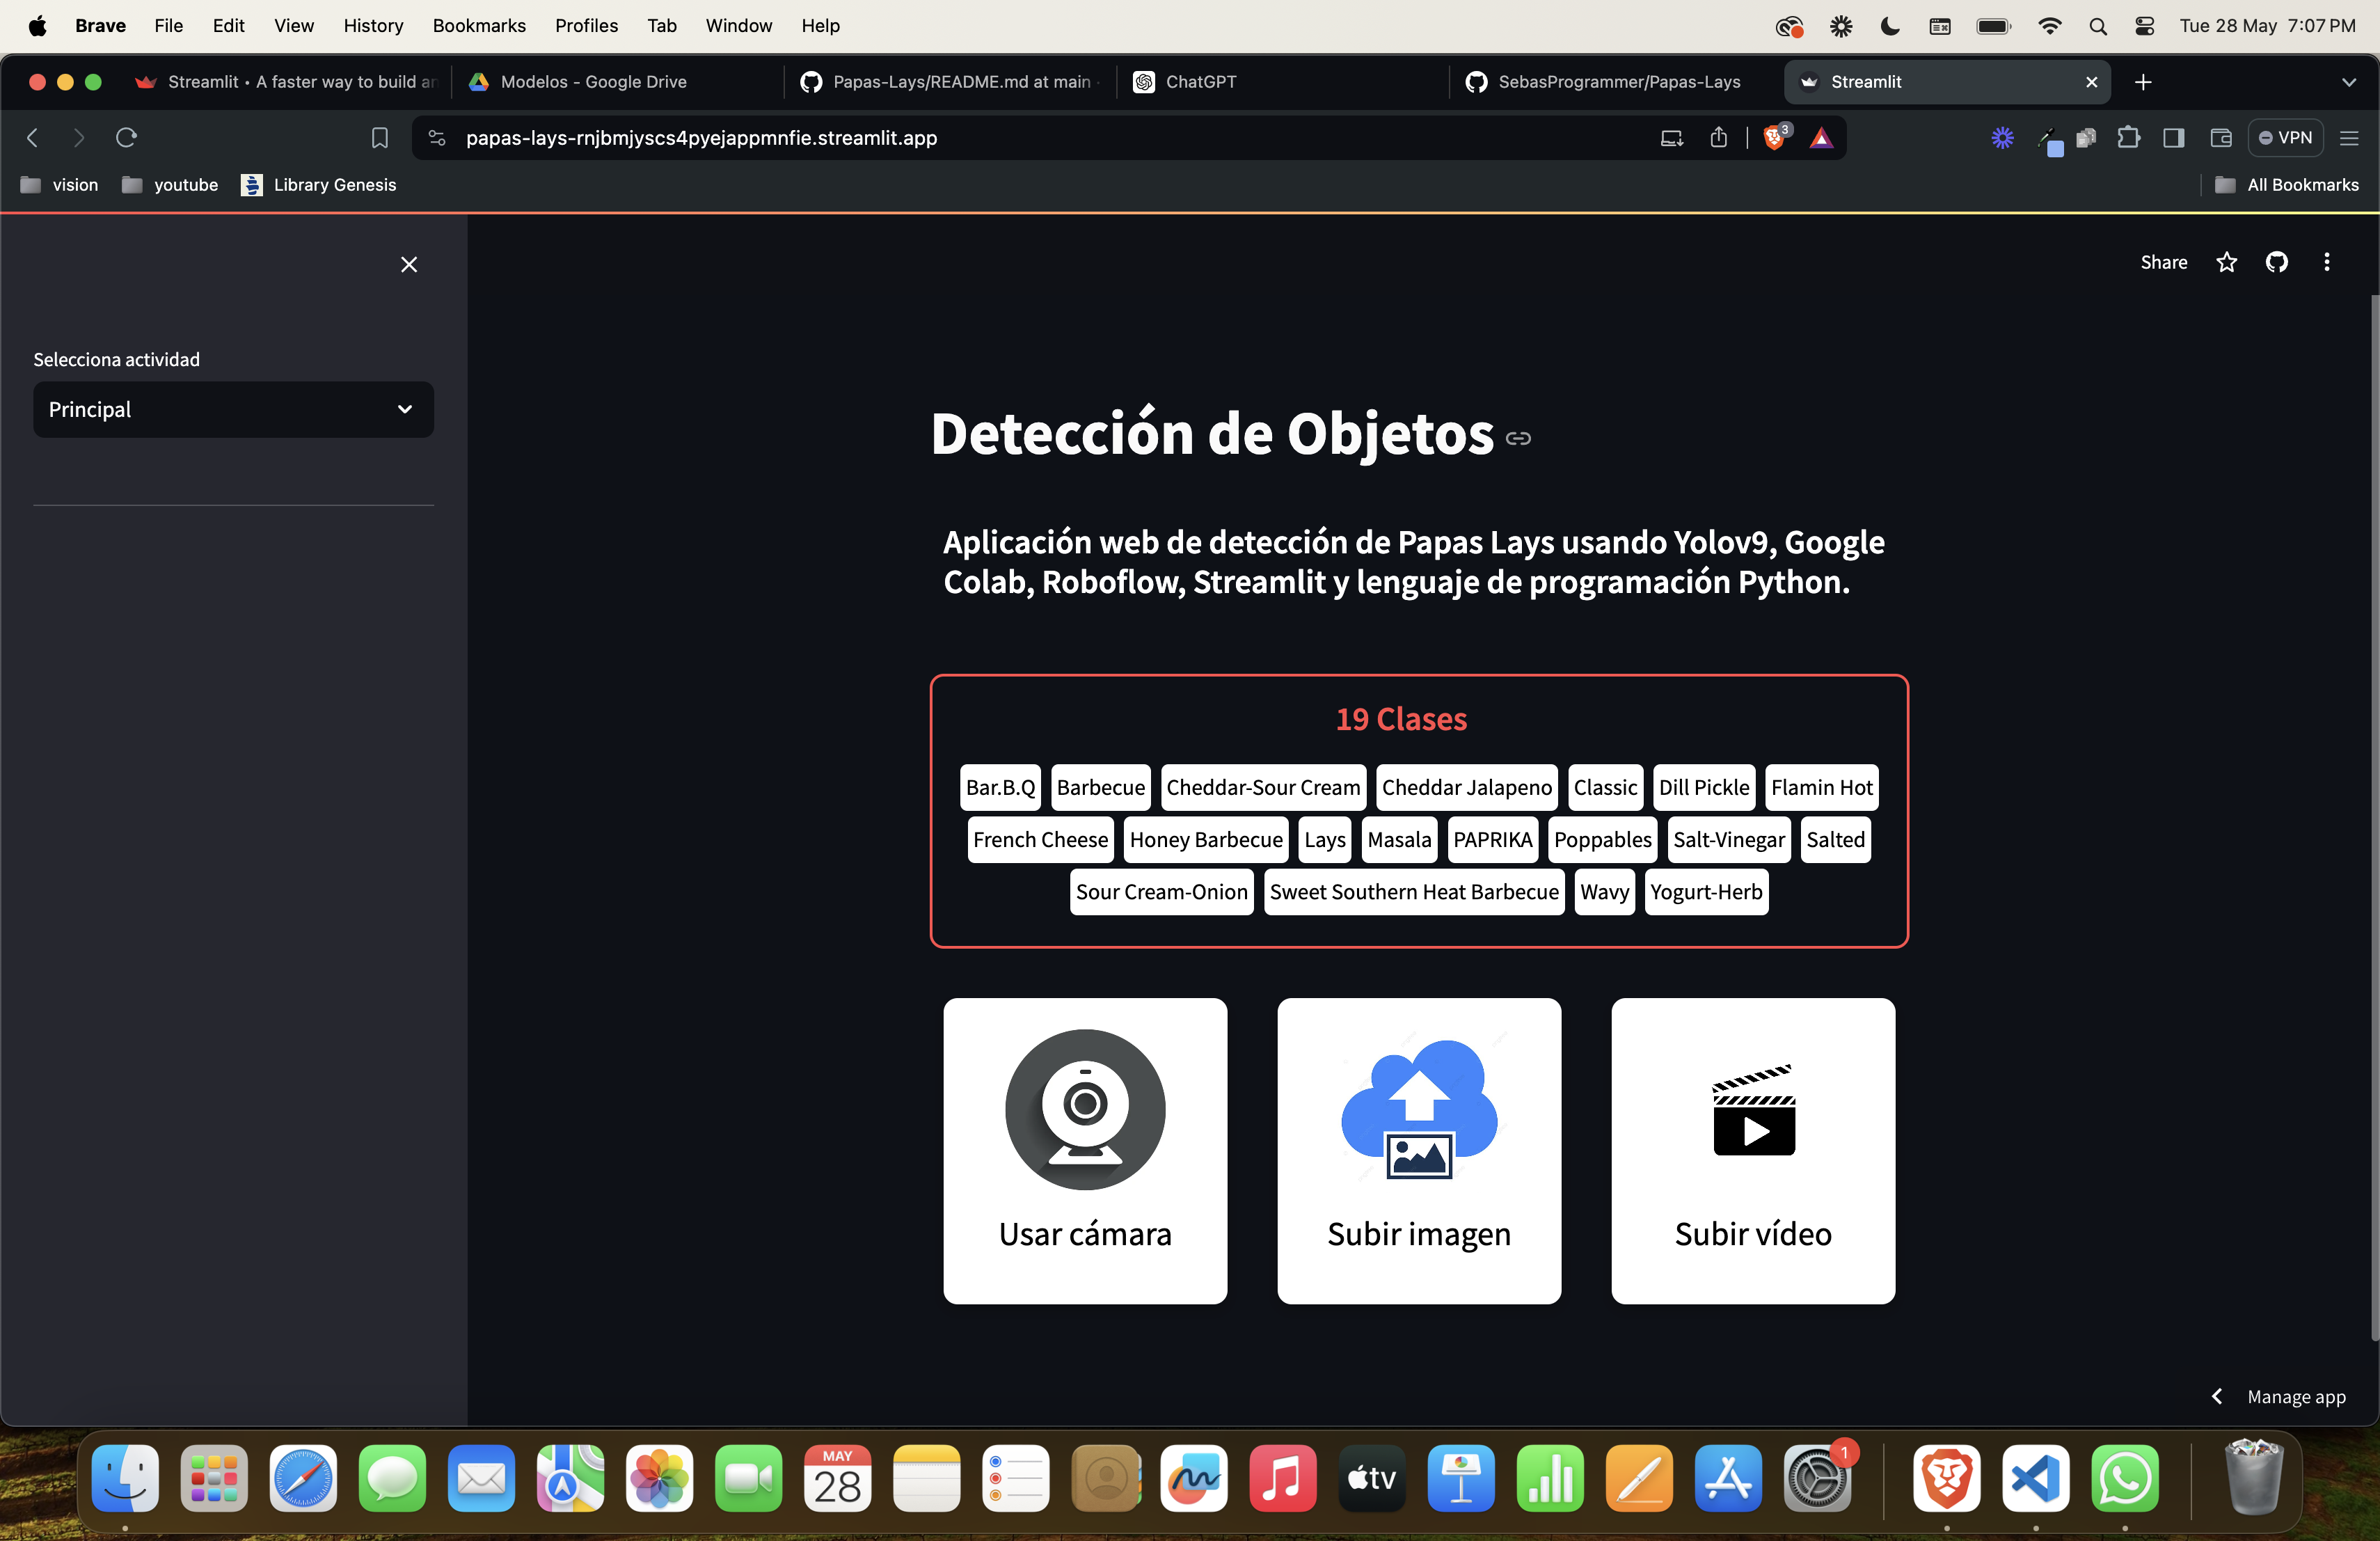 Brave File Edit View History Bookmarks Profiles Tab Window Help Tue 28 May 7:07 PM
Streamlit • A faster way to build an Modelos - Google Drive Papas-Lays/README.md at main ChatGPT SebasProgrammer/Papas-Lays Streamlit
papas-lays-rnjbmjyscs4pyejappmnfie.streamlit.app 3 VPN
vision youtube Library Genesis All Bookmarks
Share
Selecciona actividad
Principal
Detección de Objetos
Aplicación web de detección de Papas Lays usando Yolov9, Google
Colab, Roboflow, Streamlit y lenguaje de programación Python.
19 Clases
Bar.B.Q Barbecue Cheddar-Sour Cream Cheddar Jalapeno Classic Dill Pickle Flamin Hot
French Cheese Honey Barbecue Lays Masala PAPRIKA Poppables Salt-Vinegar Salted
Sour Cream-Onion Sweet Southern Heat Barbecue Wavy Yogurt-Herb
Usar cámara Subir imagen Subir vídeo
Manage app
MAY
28
tv
1